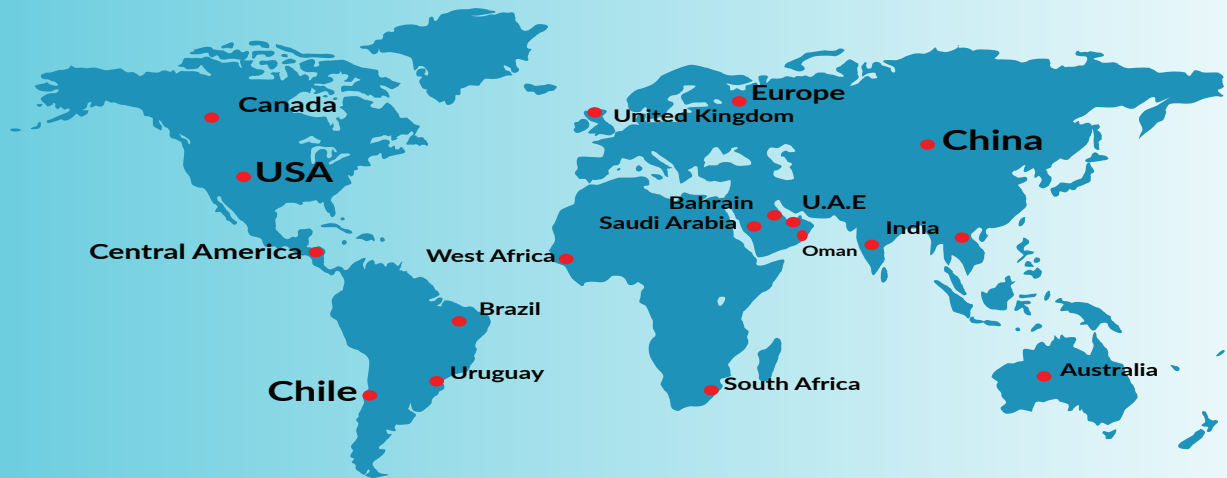 Canada
Europe
United Kingdom
China
USA
Bahrain
U.A.E
Saudi Arabia
India
Central America
West Africa
Oman
Brazil
Uruguay
Australia
Chile
South Africa